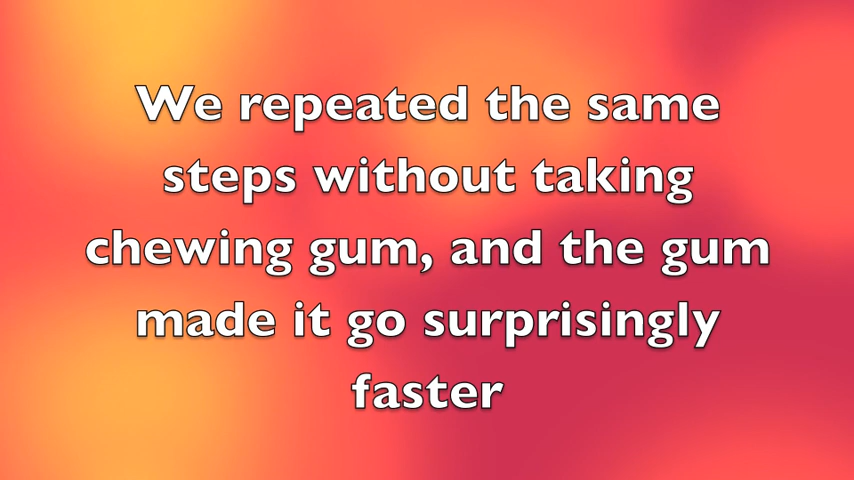 We repeated the same
steps without taking
chewing gum, and the gum
made it go surprisingly
faster